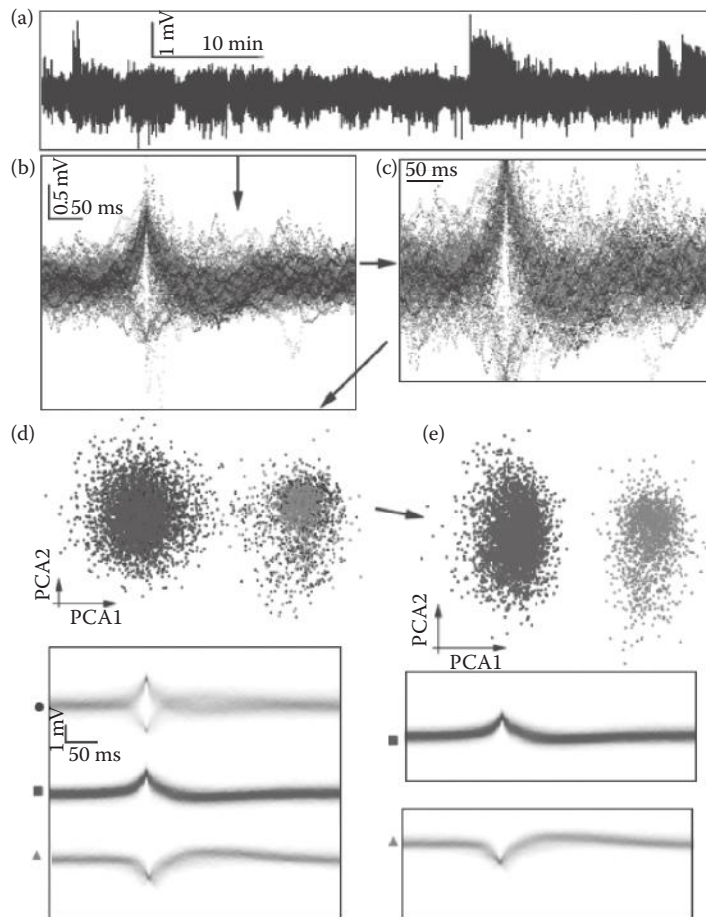 (a)
1 mV
10 min
(b)
0.5 mV
50 ms
(c)
50 ms
(d)
PCA2
PCA1
(e)
PCA2
PCA1
1 mV
50 ms